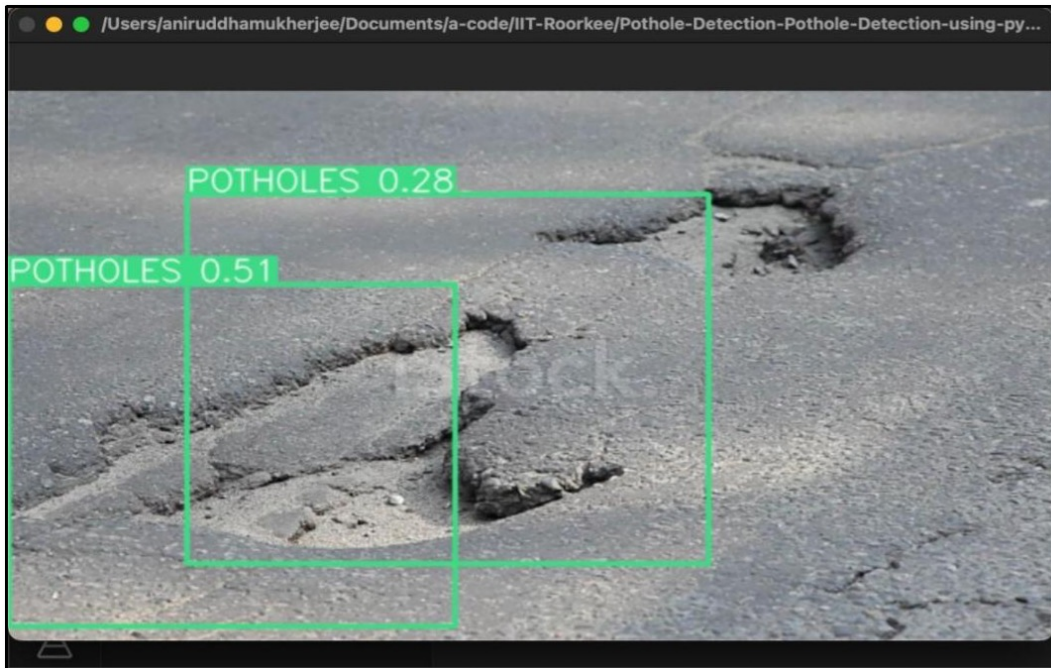 /Users/aniruddhamukherjee/Documents/a-code/IIT-Roorkee/Pothole-Detection-Pothole-Detection-using-py...
POTHOLES 0.28
POTHOLES 0.51